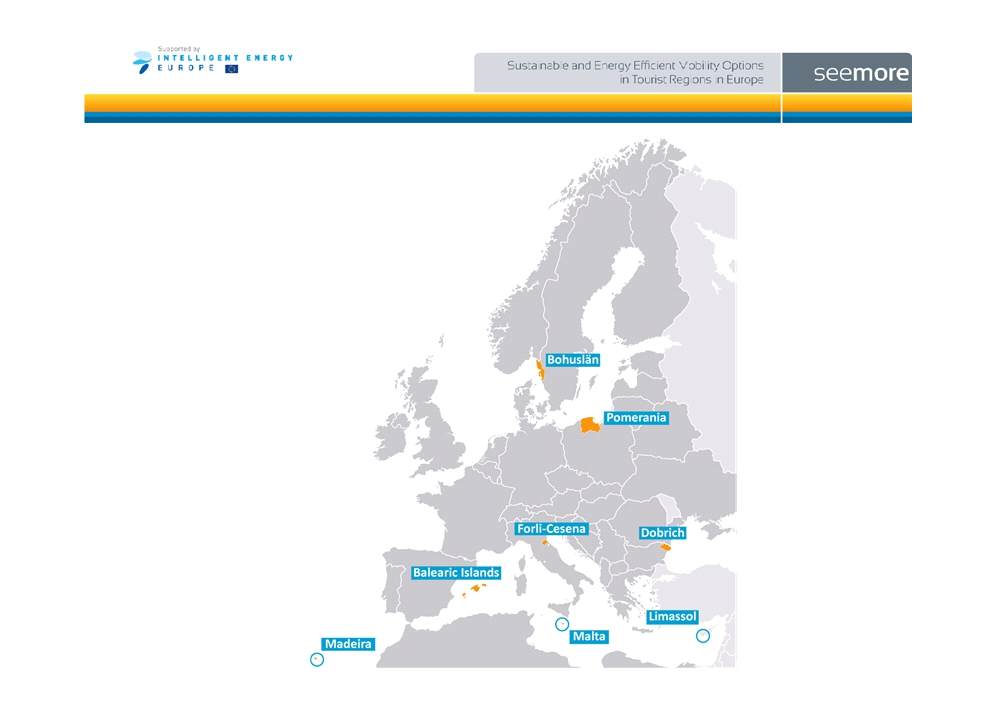 Supported by
INTELLIGENT ENERGY
EUROPE
Sustainable and Energy Efficient Mobility Options
in Tourist Regions in Europe
seemore
Bohuslän
Pomerania
Forli-Cesena
Dobrich
Balearic Islands
Limassol
Malta
Madeira